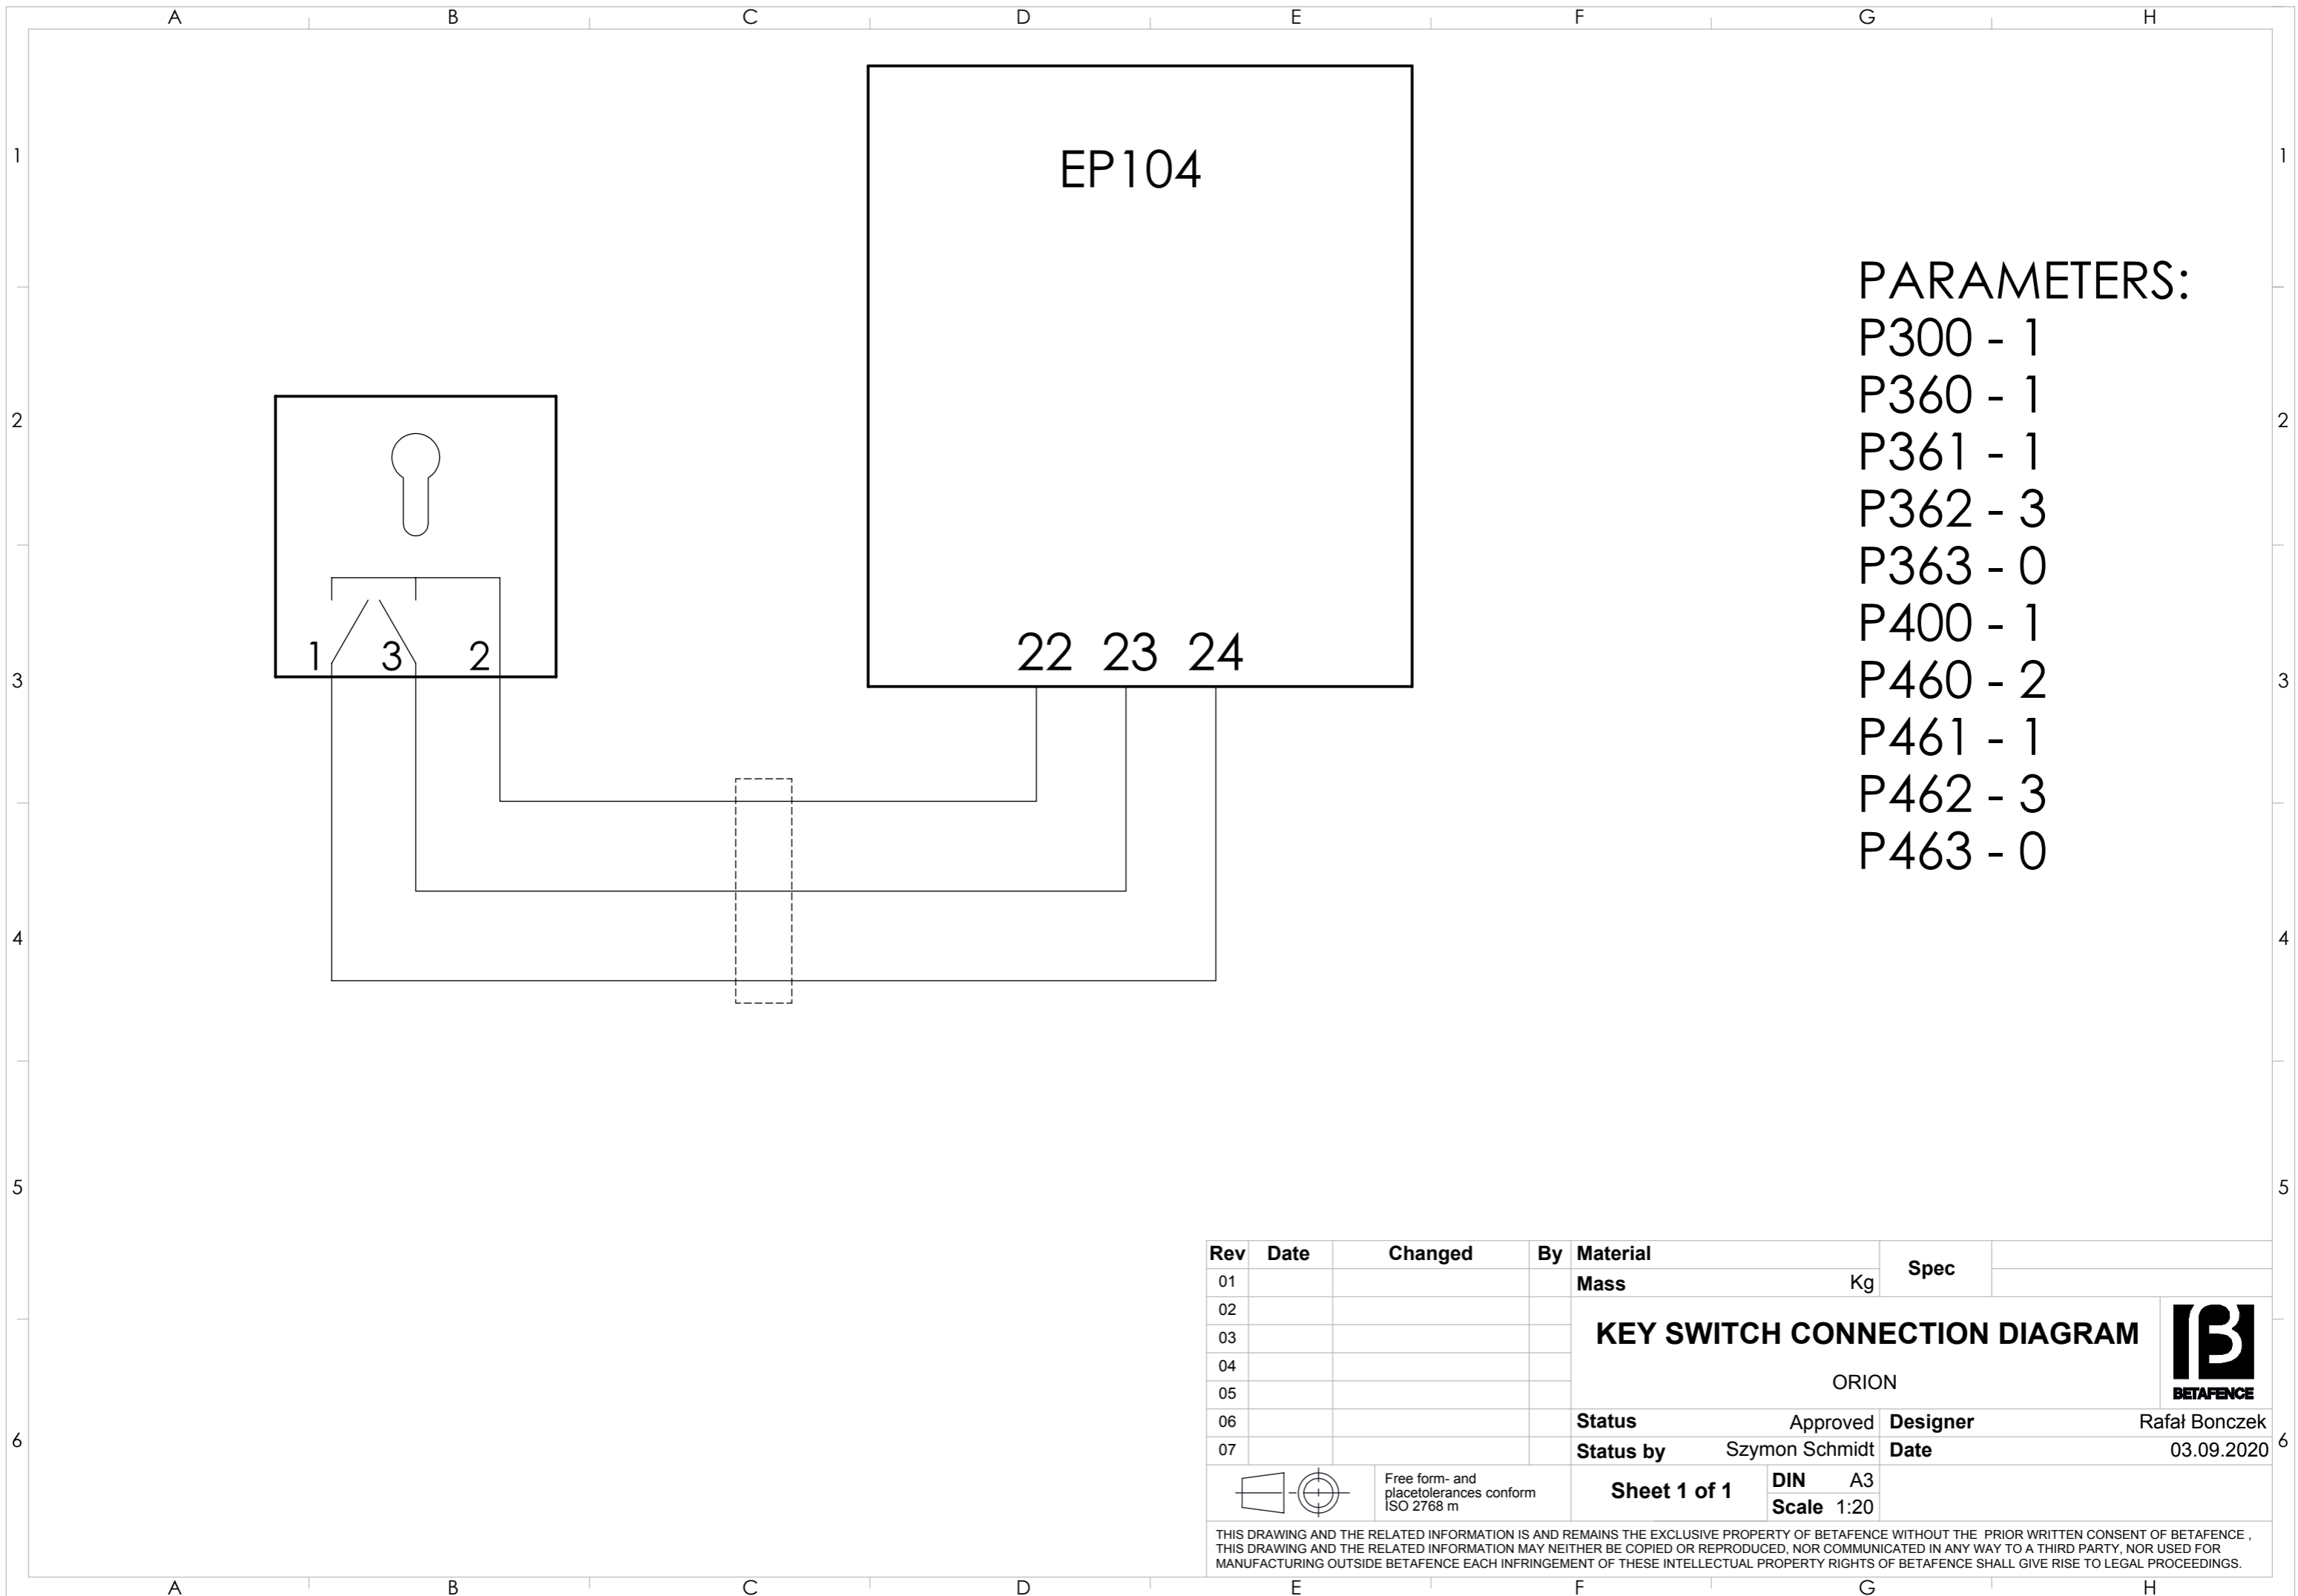 A B C D E F G H
1 1
EP104
PARAMETERS:
P300 - 1
P360 - 1
P361 - 1
P362 - 3
P363 - 0
P400 - 1
P460 - 2
P461 - 1
P462 - 3
P463 - 0
2 2
1 3 2
22 23 24
3 3
4 4
5 5
Rev Date Changed By Material Spec
01 Mass Kg
02
03
04
05
06
07
KEY SWITCH CONNECTION DIAGRAM
ORION
BETAFENCE
Status Approved Designer Rafał Bonczek
Status by Szymon Schmidt Date 03.09.2020
6 6
Free form- and
placetolerances conform
ISO 2768 m
Sheet 1 of 1
DIN A3
Scale 1:20
THIS DRAWING AND THE RELATED INFORMATION IS AND REMAINS THE EXCLUSIVE PROPERTY OF BETAFENCE WITHOUT THE PRIOR WRITTEN CONSENT OF BETAFENCE ,
THIS DRAWING AND THE RELATED INFORMATION MAY NEITHER BE COPIED OR REPRODUCED, NOR COMMUNICATED IN ANY WAY TO A THIRD PARTY, NOR USED FOR
MANUFACTURING OUTSIDE BETAFENCE EACH INFRINGEMENT OF THESE INTELLECTUAL PROPERTY RIGHTS OF BETAFENCE SHALL GIVE RISE TO LEGAL PROCEEDINGS.
A B C D E F G H